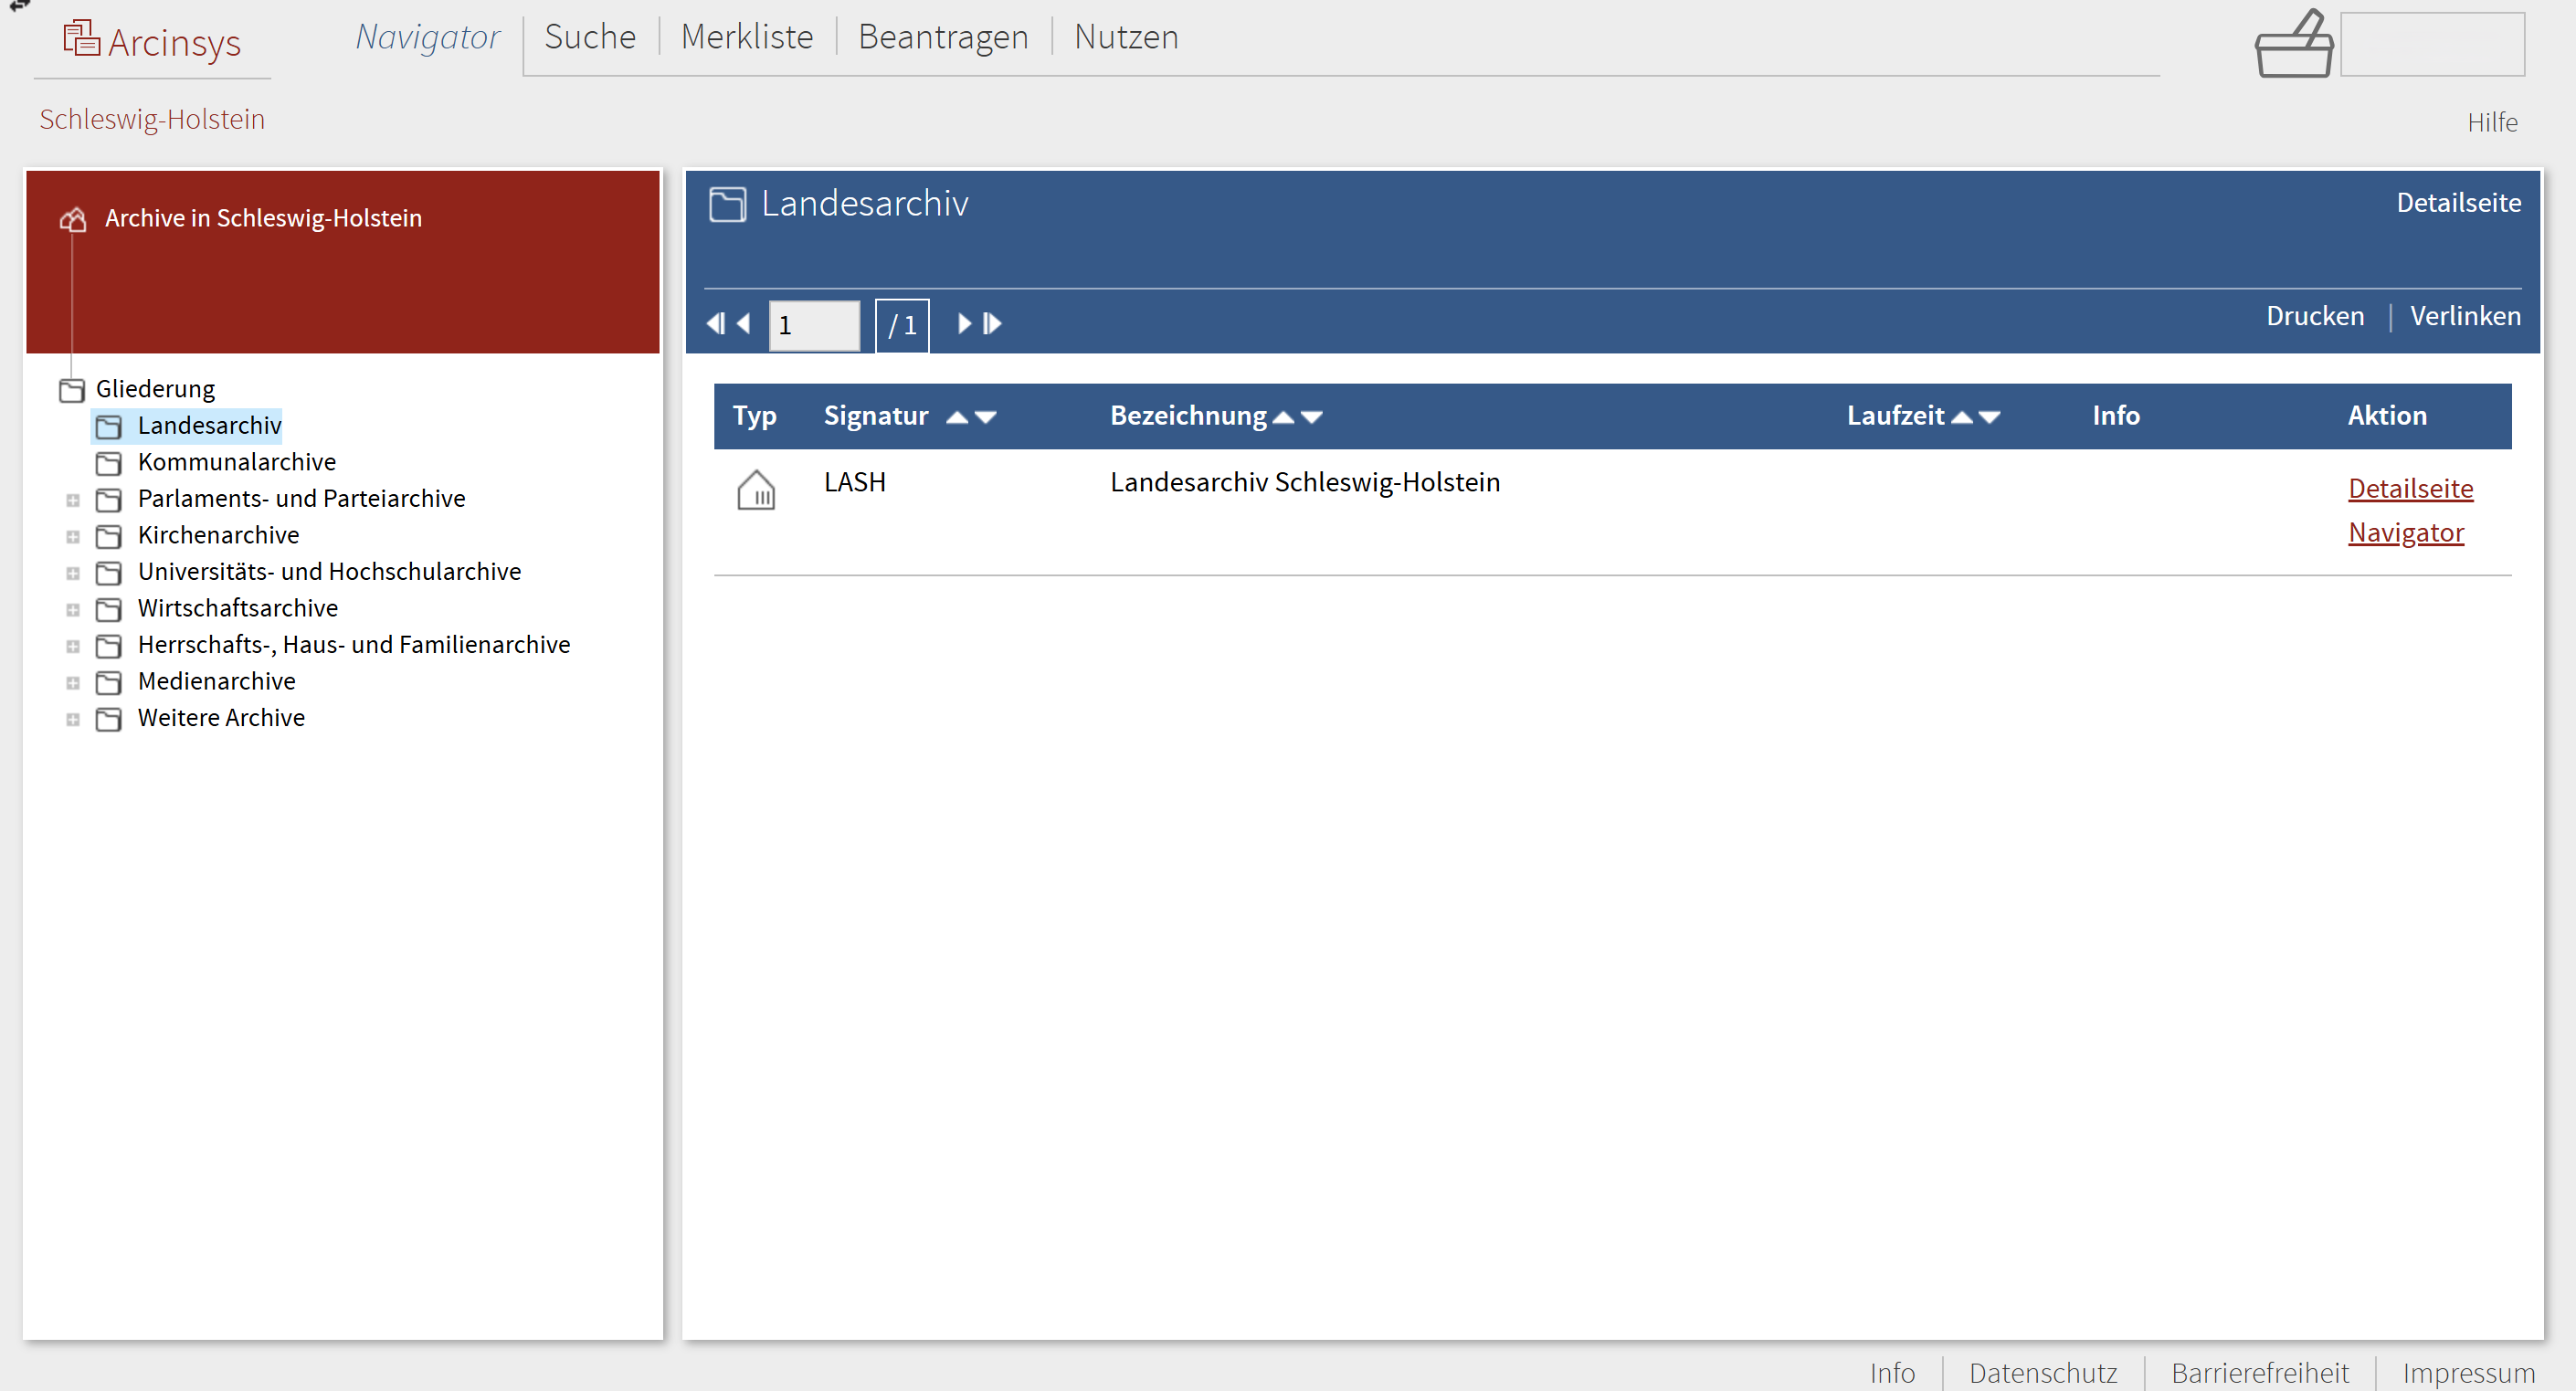 Arcinsys
Navigator
Suche
Merkliste
Beantragen
Nutzen
Schleswig-Holstein
Hilfe
Archive in Schleswig-Holstein
Gliederung
Landesarchiv
Kommunalarchive
Parlaments- und Parteiarchive
Kirchenarchive
Universitäts- und Hochschularchive
Wirtschaftsarchive
Herrschafts-, Haus- und Familienarchive
Medienarchive
Weitere Archive
Landesarchiv
Detailseite
1 / 1
Drucken
Verlinken
Typ Signatur Bezeichnung Laufzeit Info Aktion
LASH Landesarchiv Schleswig-Holstein Detailseite
Navigator
Info
Datenschutz
Barrierefreiheit
Impressum